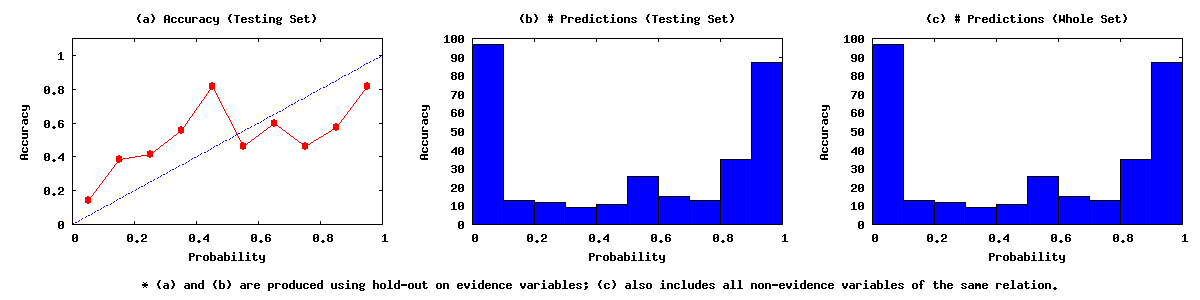 (a) Accuracy (Testing Set)
1
0.8
0.6
0.4
0.2
0
Accuracy
0 0.2 0.4 0.6 0.8 1
Probability
(b) # Predictions (Testing Set)
100
90
80
70
60
50
40
30
20
10
0
Accuracy
0 0.2 0.4 0.6 0.8 1
Probability
(c) # Predictions (Whole Set)
100
90
80
70
60
50
40
30
20
10
0
Accuracy
0 0.2 0.4 0.6 0.8 1
Probability
* (a) and (b) are produced using hold-out on evidence variables; (c) also includes all non-evidence variables of the same relation.